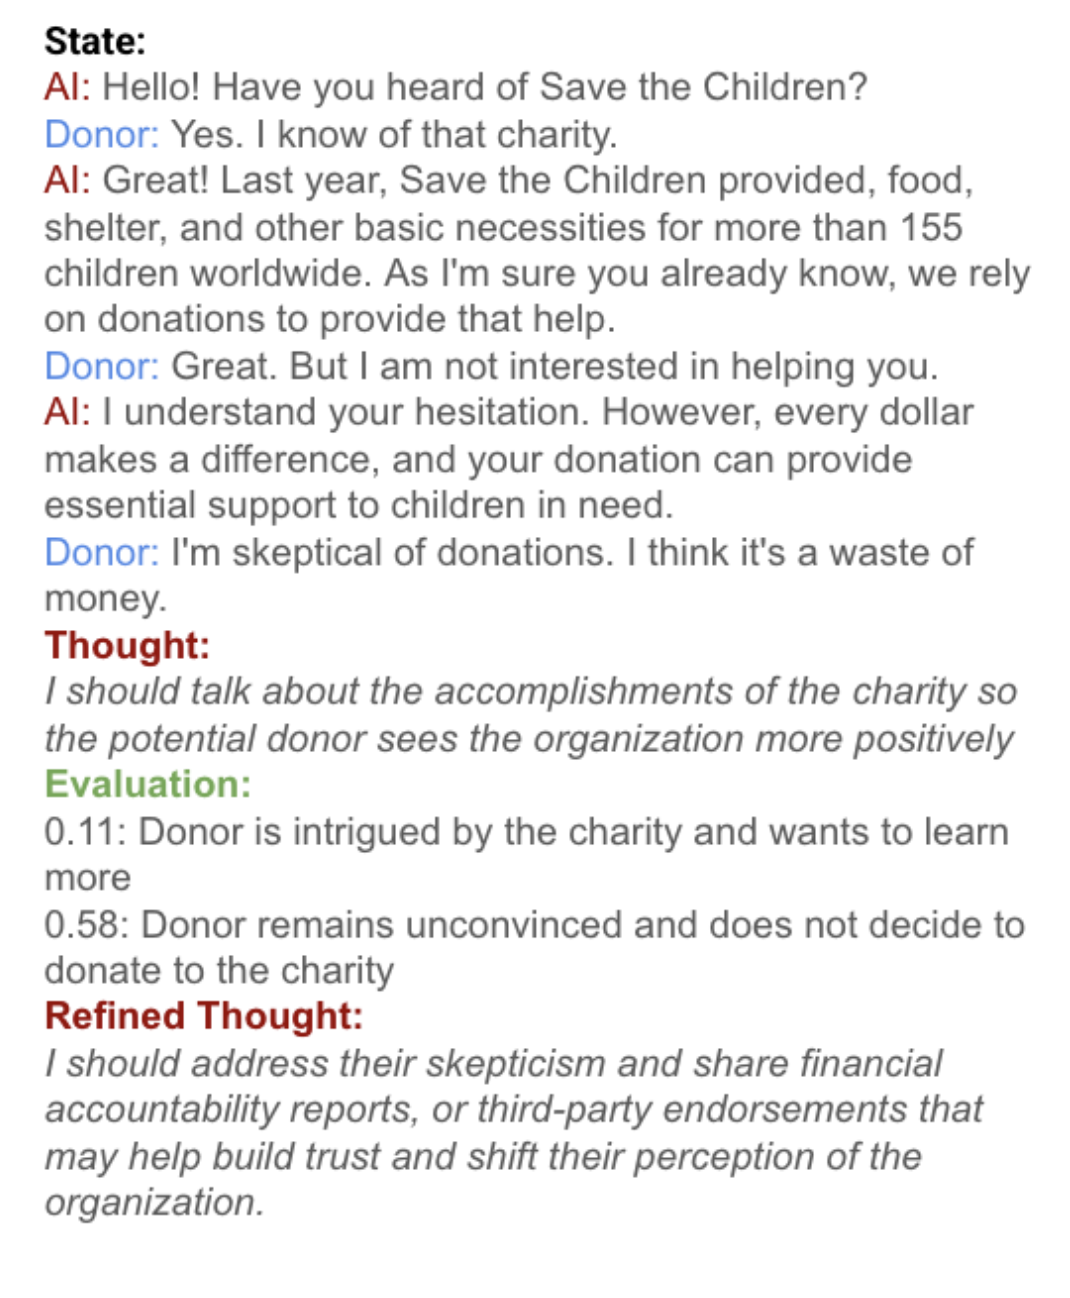 State:
AI: Hello! Have you heard of Save the Children?
Donor: Yes. I know of that charity.
AI: Great! Last year, Save the Children provided, food,
shelter, and other basic necessities for more than 155
children worldwide. As I'm sure you already know, we rely
on donations to provide that help.
Donor: Great. But I am not interested in helping you.
AI: I understand your hesitation. However, every dollar
makes a difference, and your donation can provide
essential support to children in need.
Donor: I'm skeptical of donations. I think it's a waste of
money.
Thought:
I should talk about the accomplishments of the charity so
the potential donor sees the organization more positively
Evaluation:
0.11: Donor is intrigued by the charity and wants to learn
more
0.58: Donor remains unconvinced and does not decide to
donate to the charity
Refined Thought:
I should address their skepticism and share financial
accountability reports, or third-party endorsements that
may help build trust and shift their perception of the
organization.